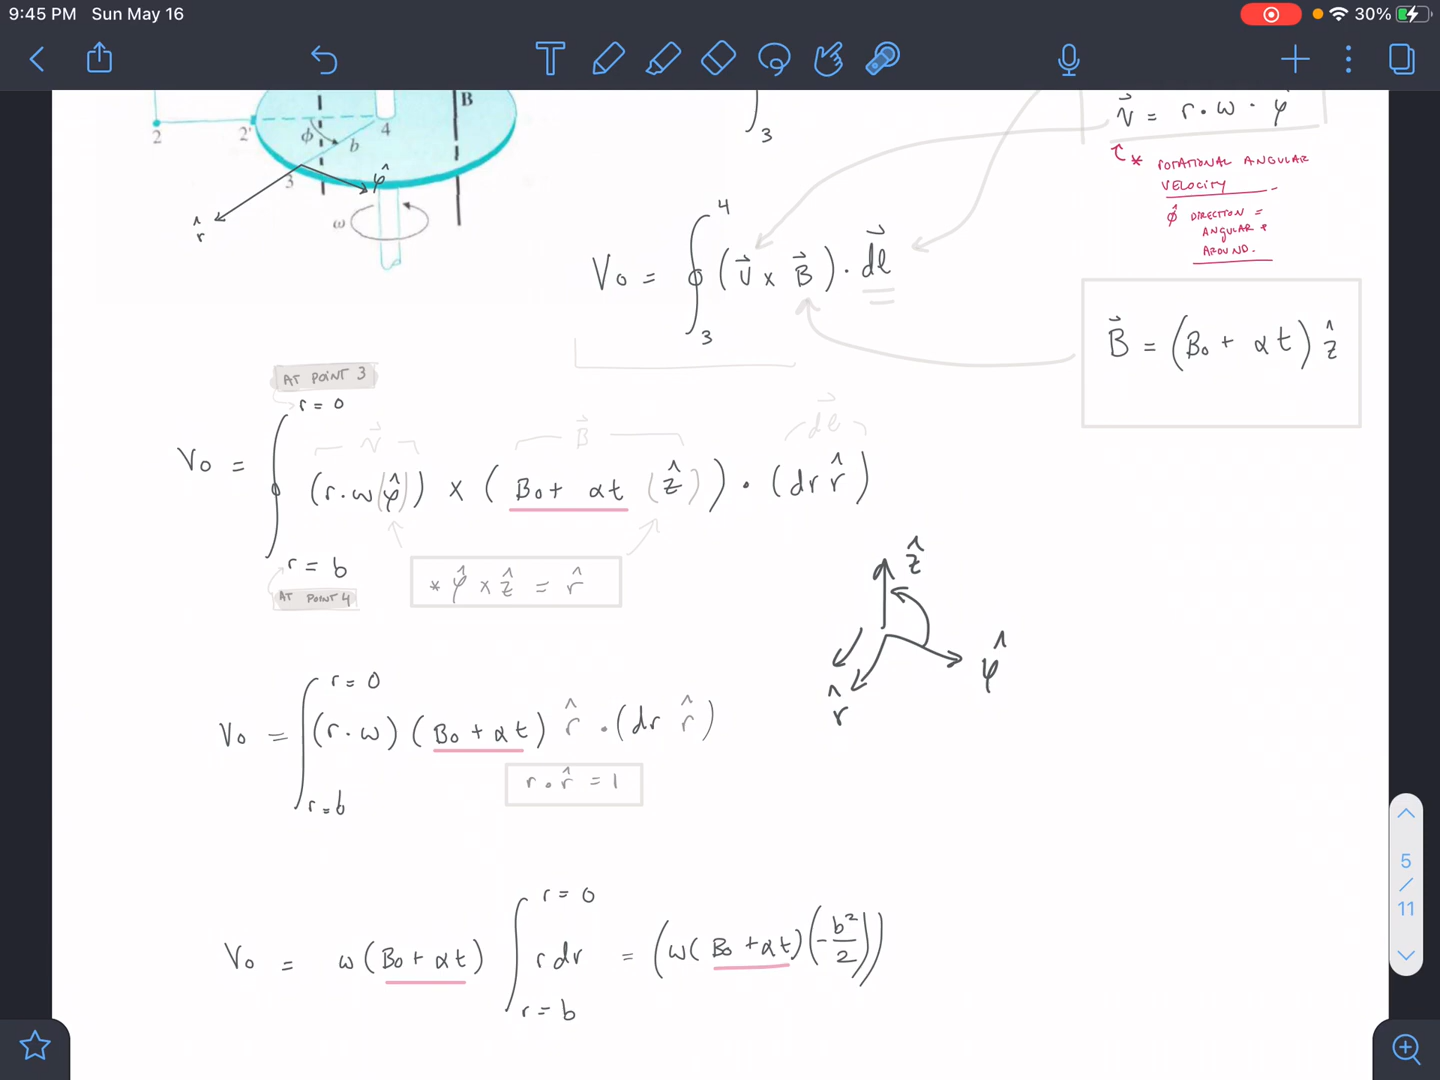 9:45 PM Sun May 16
30%
B
2
2'
ϕ
b
4
3
φ̂
r̂
ω
3
v⃗ = r · ω · φ̂
* ROTATIONAL ANGULAR
VELOCITY
ϕ̂ DIRECTION =
ANGULAR +
AROUND.
Vo = ∮₃⁴ (v⃗ × B⃗) · dℓ⃗
B⃗ = (Bo + αt) ẑ
AT POINT 3
r = 0
v⃗ B⃗ dℓ⃗
Vo = ∮ (r·ω(φ̂)) × (Bo + αt (ẑ)) · (dr r̂)
r = b
AT POINT 4
* φ̂ × ẑ = r̂
ẑ
φ̂
r̂
r = 0
Vo = ∫ (r·ω) (Bo + αt) r̂ · (dr r̂)
r = b
r · r̂ = 1
r = 0
Vo = ω (Bo + αt) ∫ r dr = (ω(Bo + αt)(-b²/2))
r = b
5
/
11